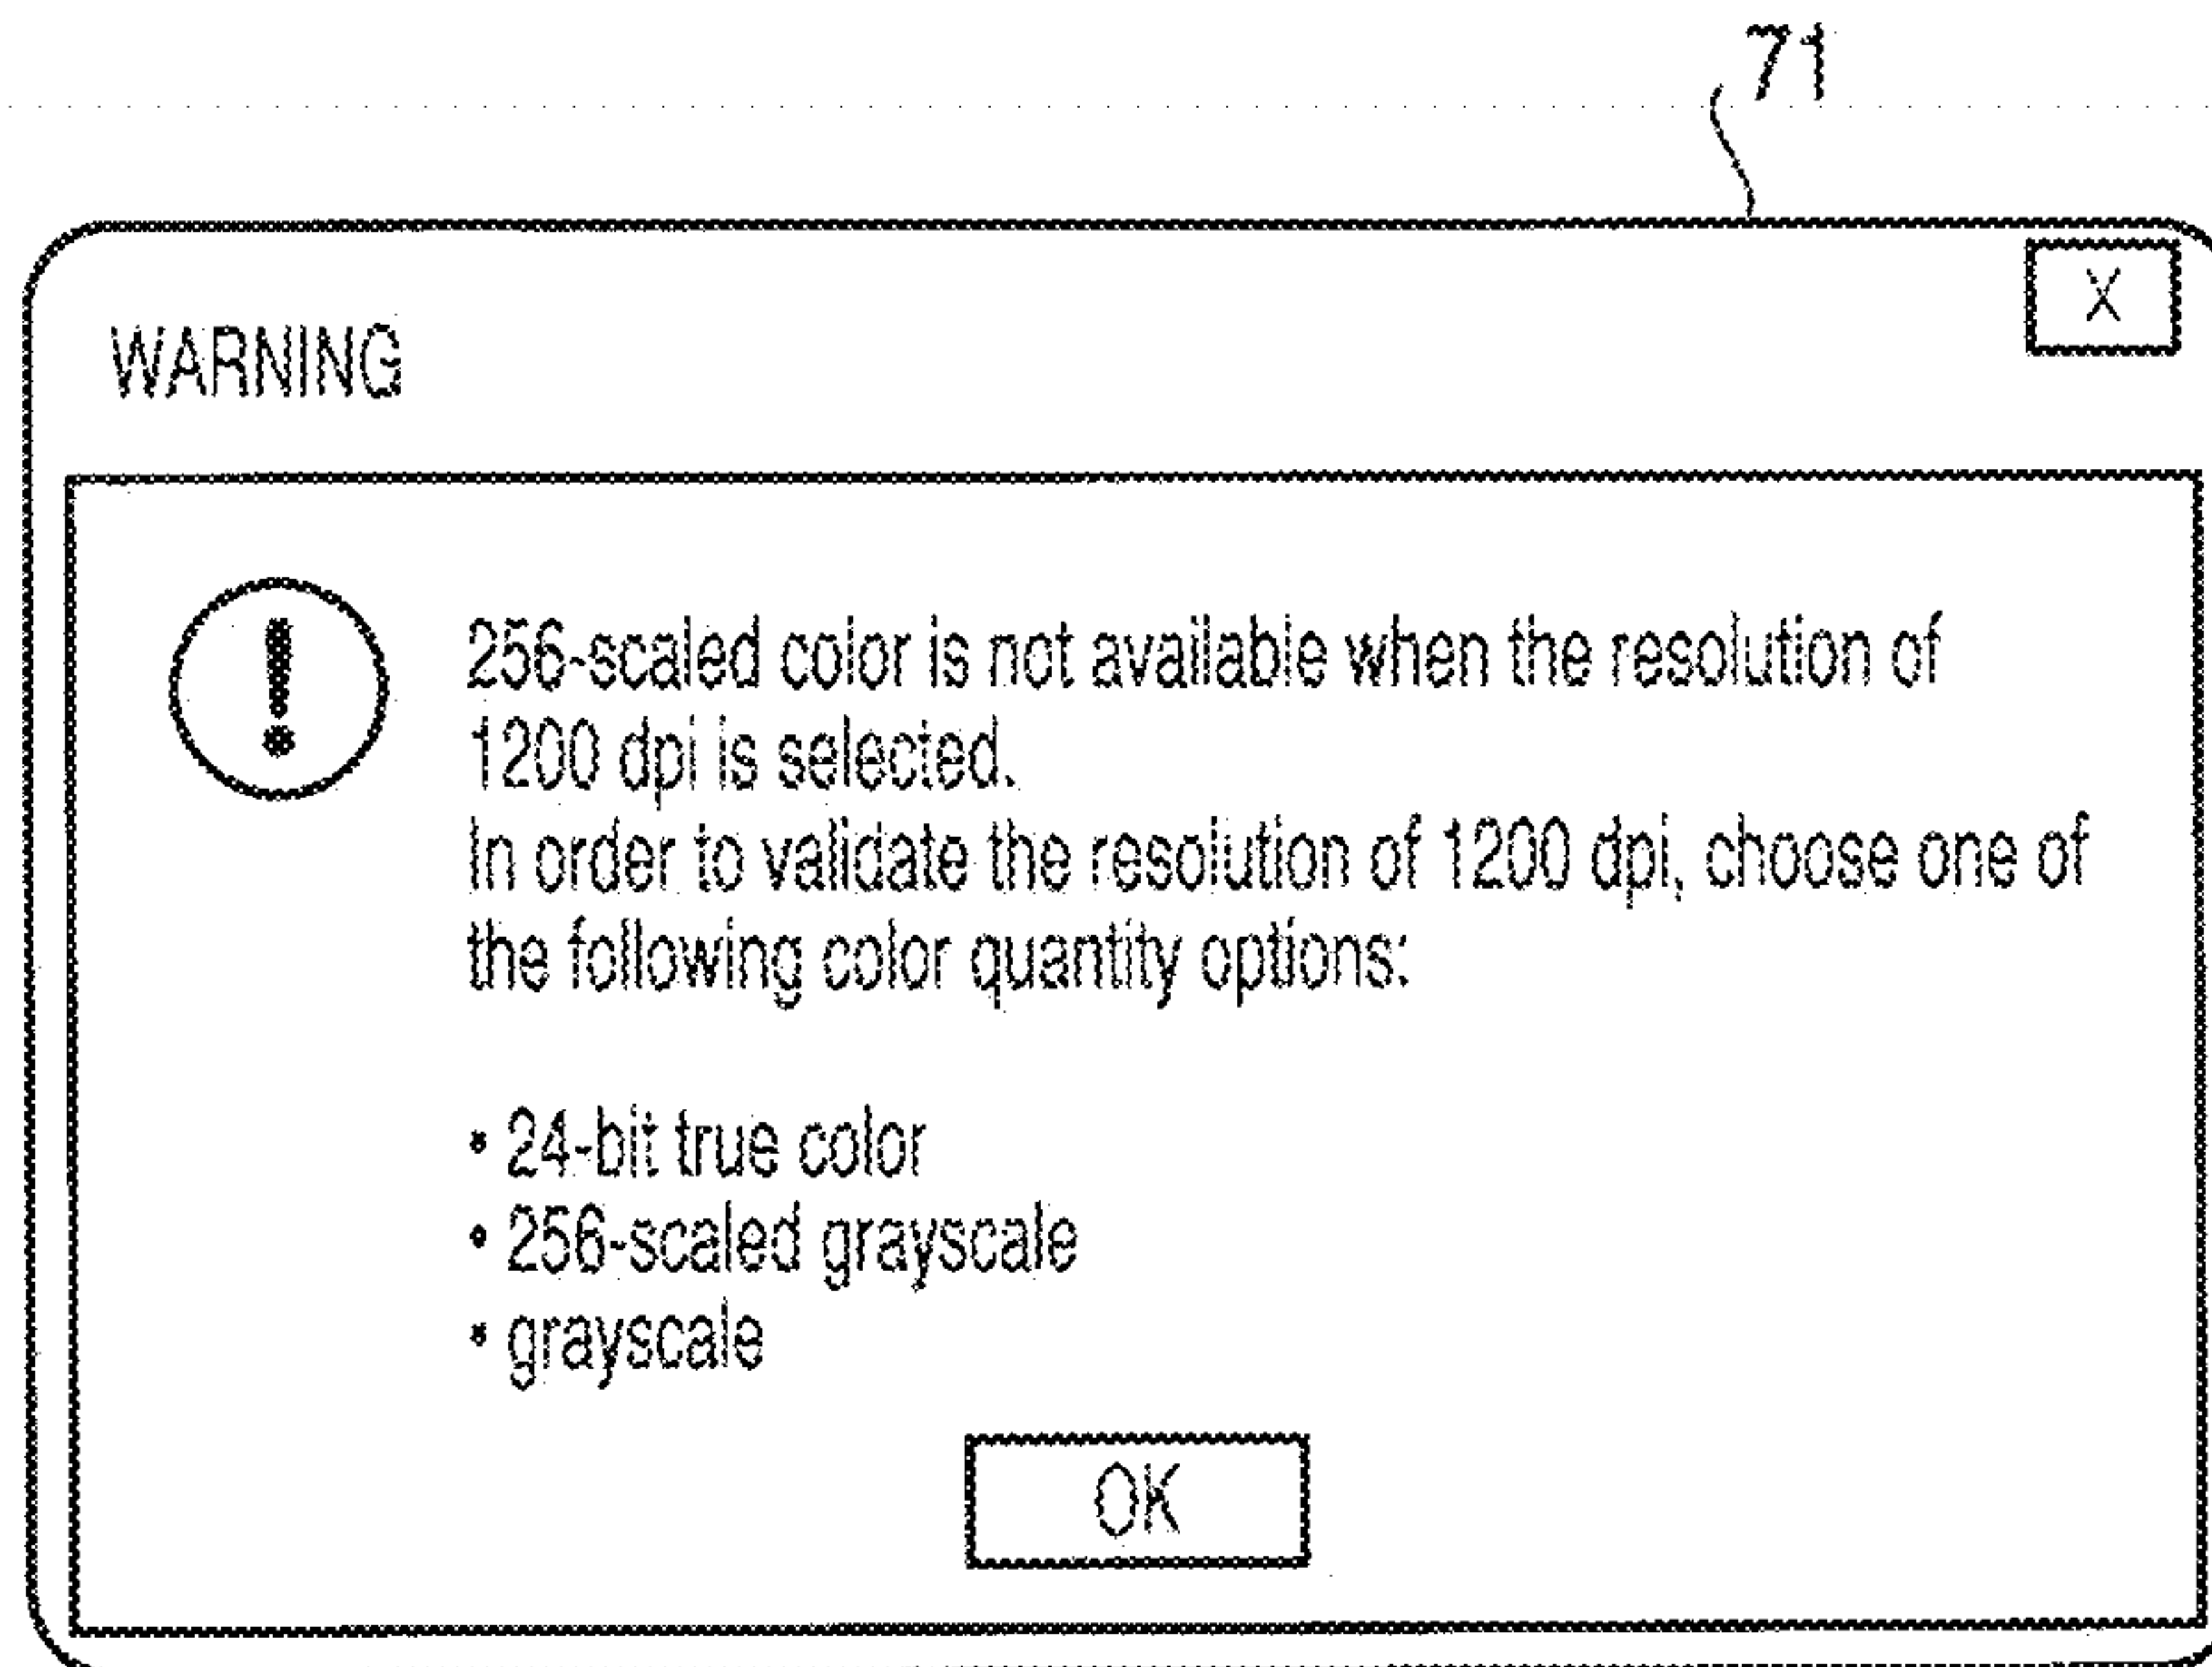 71
X
WARNING
!
256-scaled color is not available when the resolution of
1200 dpi is selected.
In order to validate the resolution of 1200 dpi, choose one of
the following color quantity options:
• 24-bit true color
• 256-scaled grayscale
• grayscale
OK